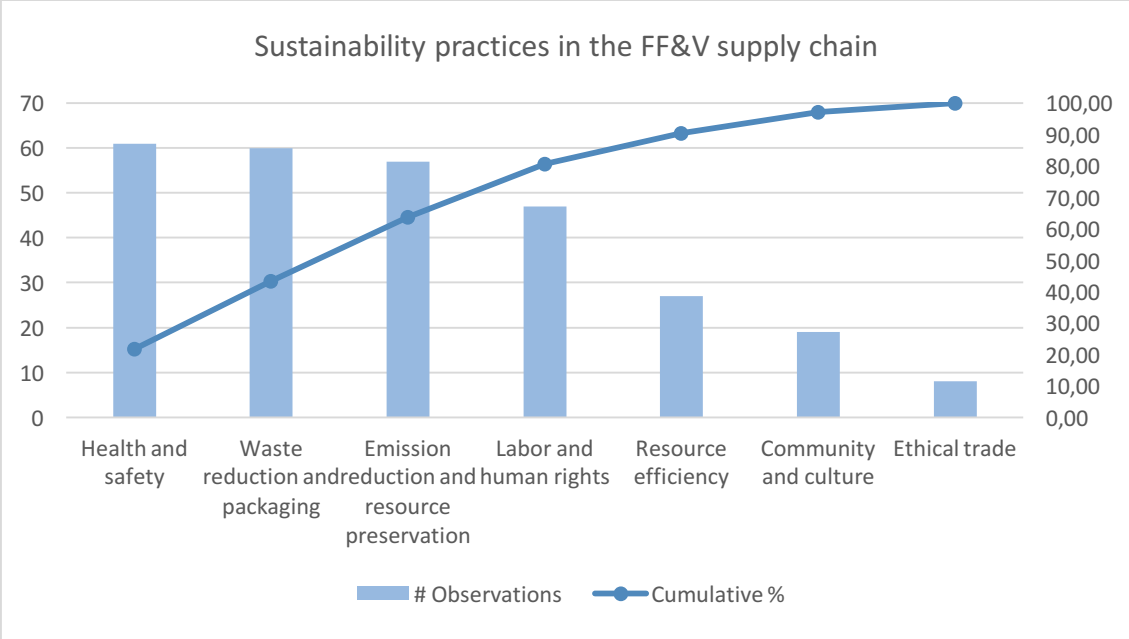 Sustainability practices in the FF&V supply chain
70
60
50
40
30
20
10
0
100,00
90,00
80,00
70,00
60,00
50,00
40,00
30,00
20,00
10,00
0,00
Health and
safety
Waste
reduction and
packaging
Emission
reduction and
resource
preservation
Labor and
human rights
Resource
efficiency
Community
and culture
Ethical trade
# Observations
Cumulative %